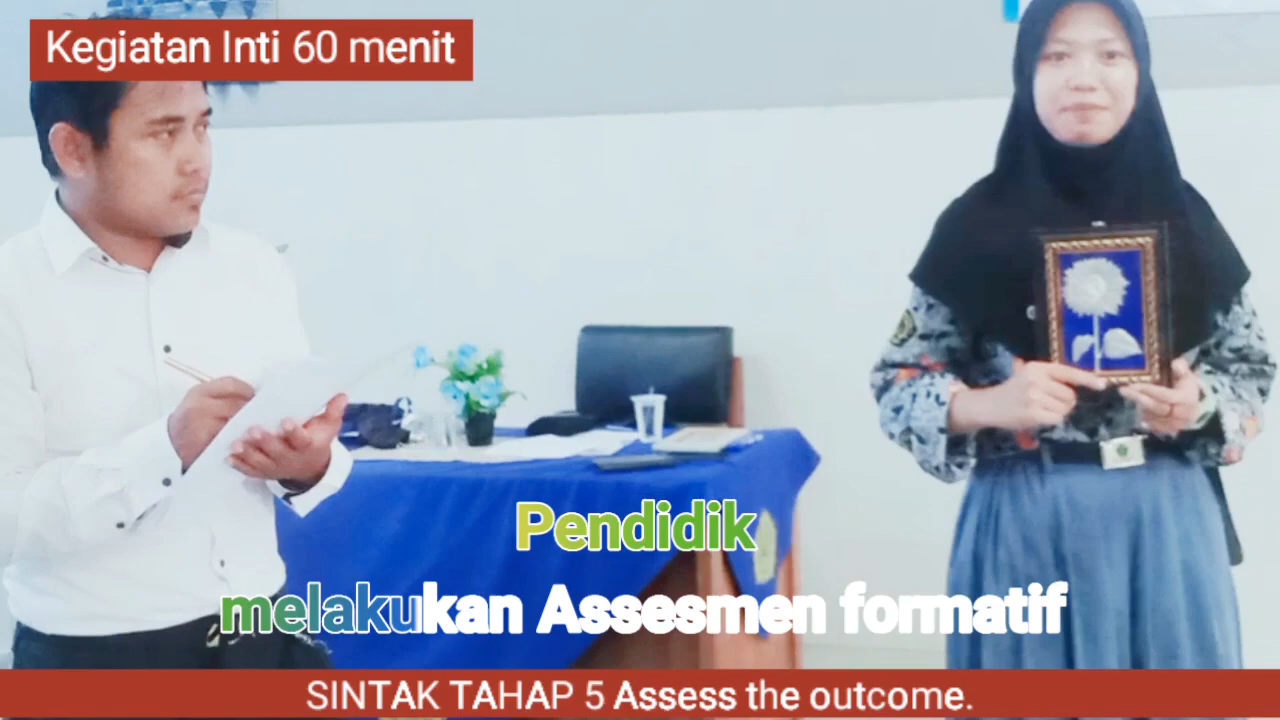 Kegiatan Inti 60 menit
Pendidik
melakukan Assesmen formatif
SINTAK TAHAP 5 Assess the outcome.